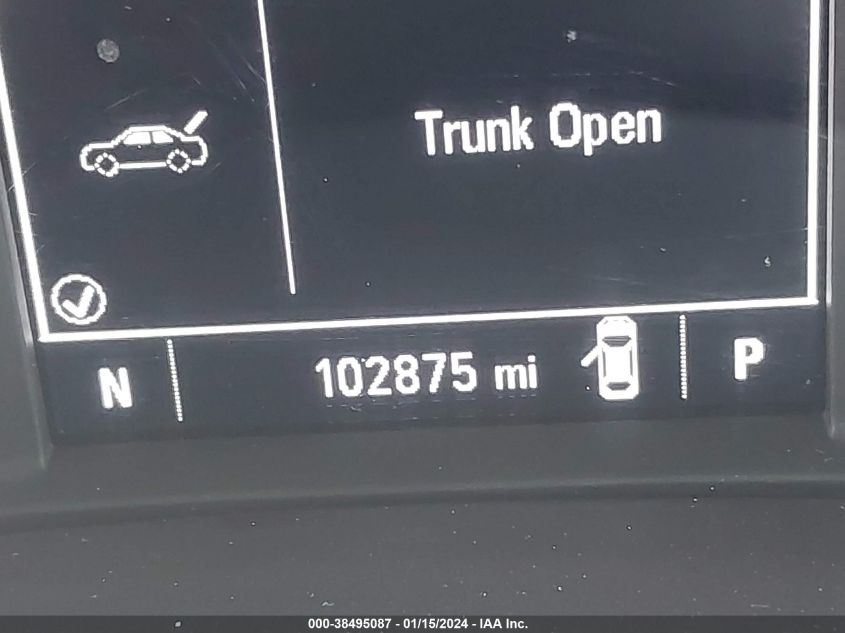 Trunk Open
N 102875 mi P
000-38495087 - 01/15/2024 - IAA Inc.